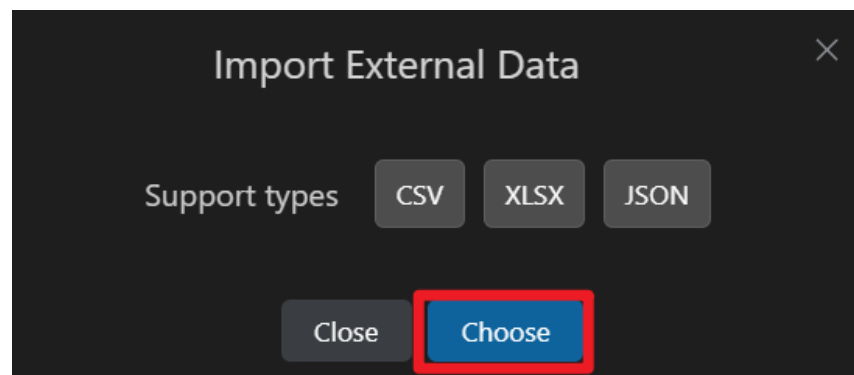 Import External Data
Support types CSV XLSX JSON
Close Choose